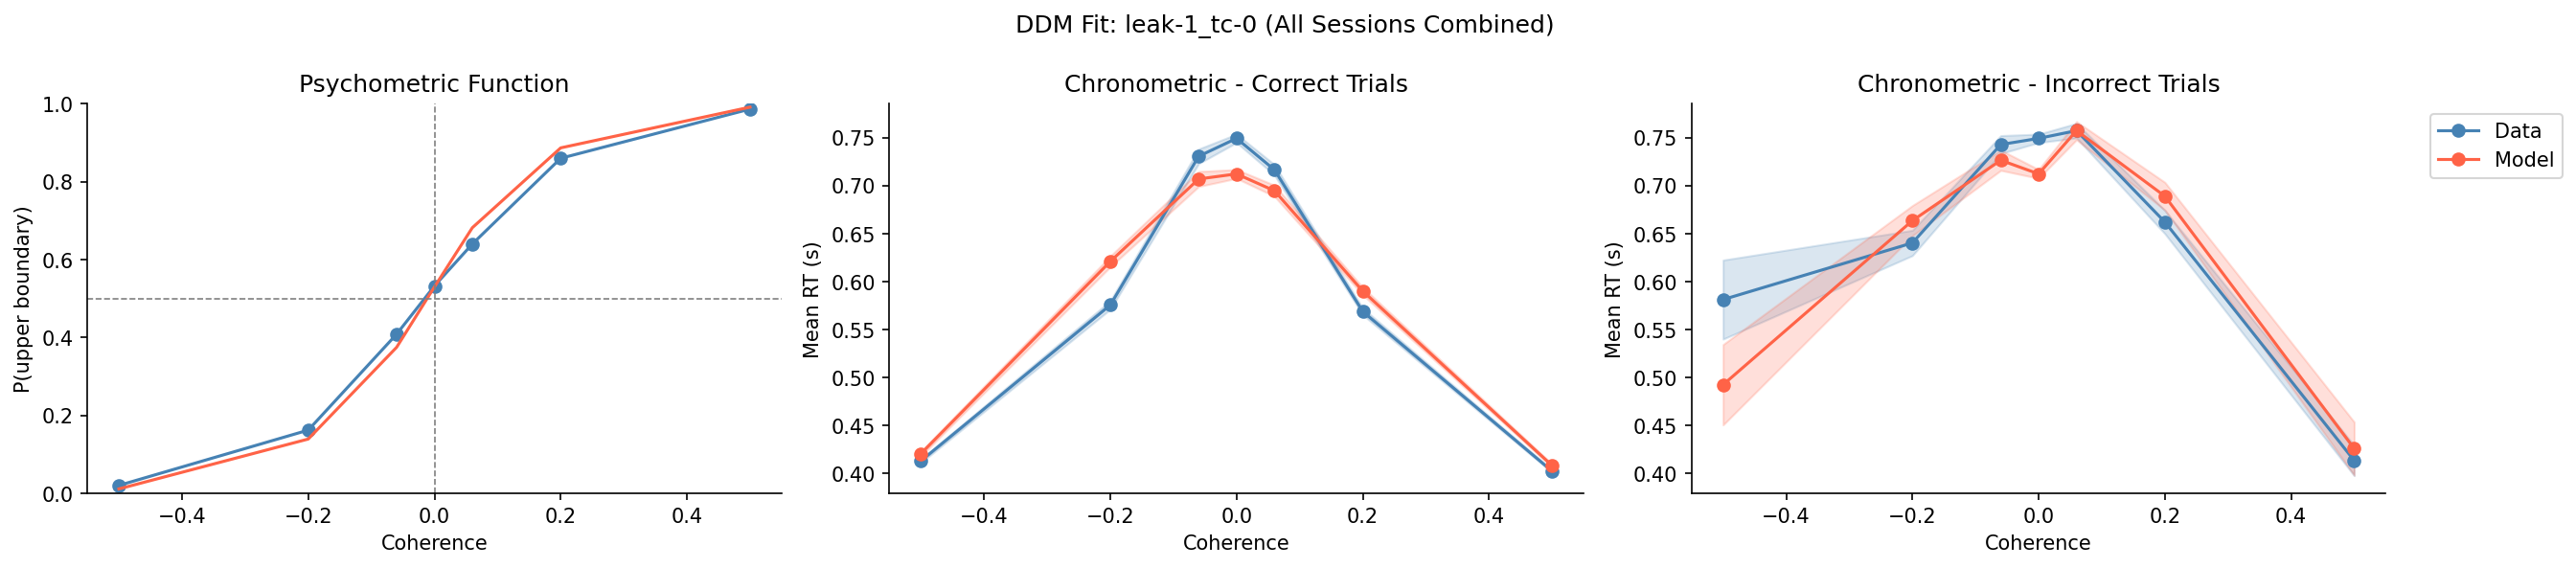 DDM Fit: leak-1_tc-0 (All Sessions Combined)
Psychometric Function
P(upper boundary)
1.0
0.8
0.6
0.4
0.2
0.0
−0.4 −0.2 0.0 0.2 0.4
Coherence
Chronometric - Correct Trials
Mean RT (s)
0.75
0.70
0.65
0.60
0.55
0.50
0.45
0.40
−0.4 −0.2 0.0 0.2 0.4
Coherence
Chronometric - Incorrect Trials
Mean RT (s)
0.75
0.70
0.65
0.60
0.55
0.50
0.45
0.40
−0.4 −0.2 0.0 0.2 0.4
Coherence
Data
Model